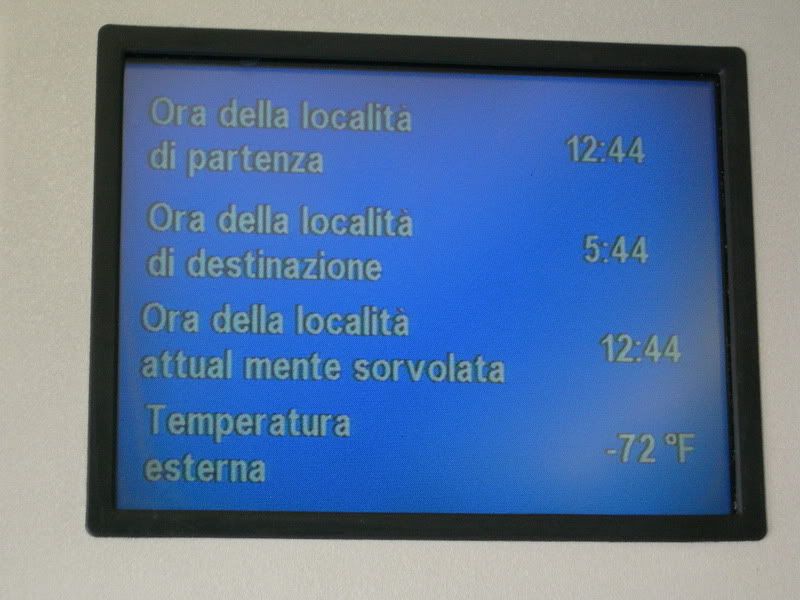 Ora della località
di partenza 12:44
Ora della località
di destinazione 5:44
Ora della località
attual mente sorvolata 12:44
Temperatura
esterna -72 ºF